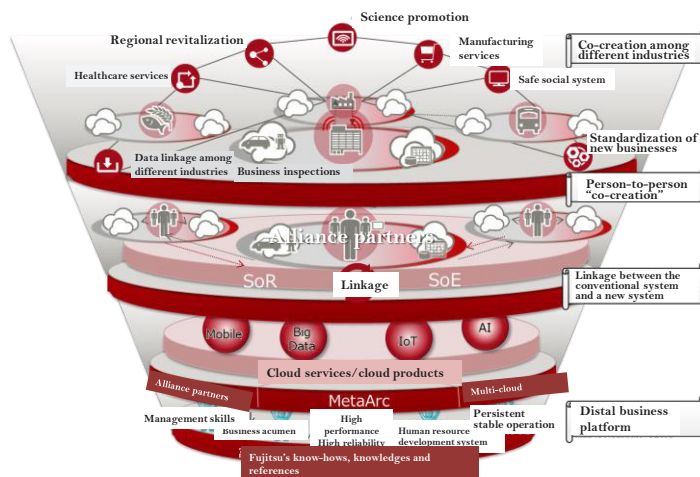 Science promotion
Regional revitalization
Manufacturing
services
Co-creation among
different industries
Healthcare services
Safe social system
Data linkage among
different industries
Business inspections
Standardization of
new businesses
Person-to-person
“co-creation”
Alliance partners
SoR
SoE
Linkage
Linkage between the
conventional system
and a new system
Mobile
Big
Data
IoT
AI
Cloud services/cloud products
Alliance partners
MetaArc
Multi-cloud
Management skills
Business acumen
High
performance
High reliability
Human resource
development system
Persistent
stable operation
Distal business
platform
Fujitsu's know-hows, knowledges and
references